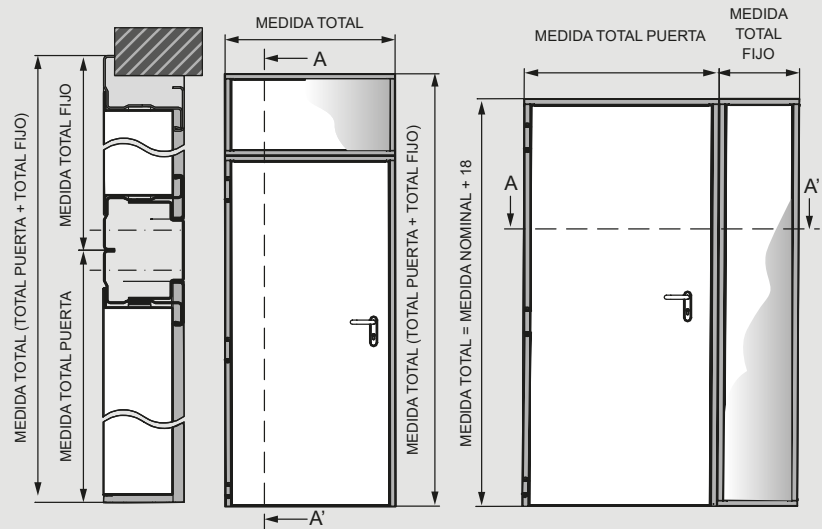 MEDIDA TOTAL (TOTAL PUERTA + TOTAL FIJO)
MEDIDA TOTAL FIJO
MEDIDA TOTAL PUERTA
MEDIDA TOTAL
A
A'
MEDIDA TOTAL (TOTAL PUERTA + TOTAL FIJO)
MEDIDA TOTAL PUERTA
MEDIDA
TOTAL
FIJO
MEDIDA TOTAL = MEDIDA NOMINAL + 18
A
A'